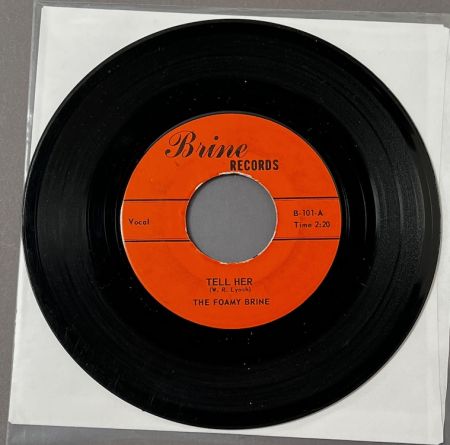 Brine
RECORDS
Vocal
B-101-A
Time 2:20
TELL HER
(W. R. Lynch)
THE FOAMY BRINE